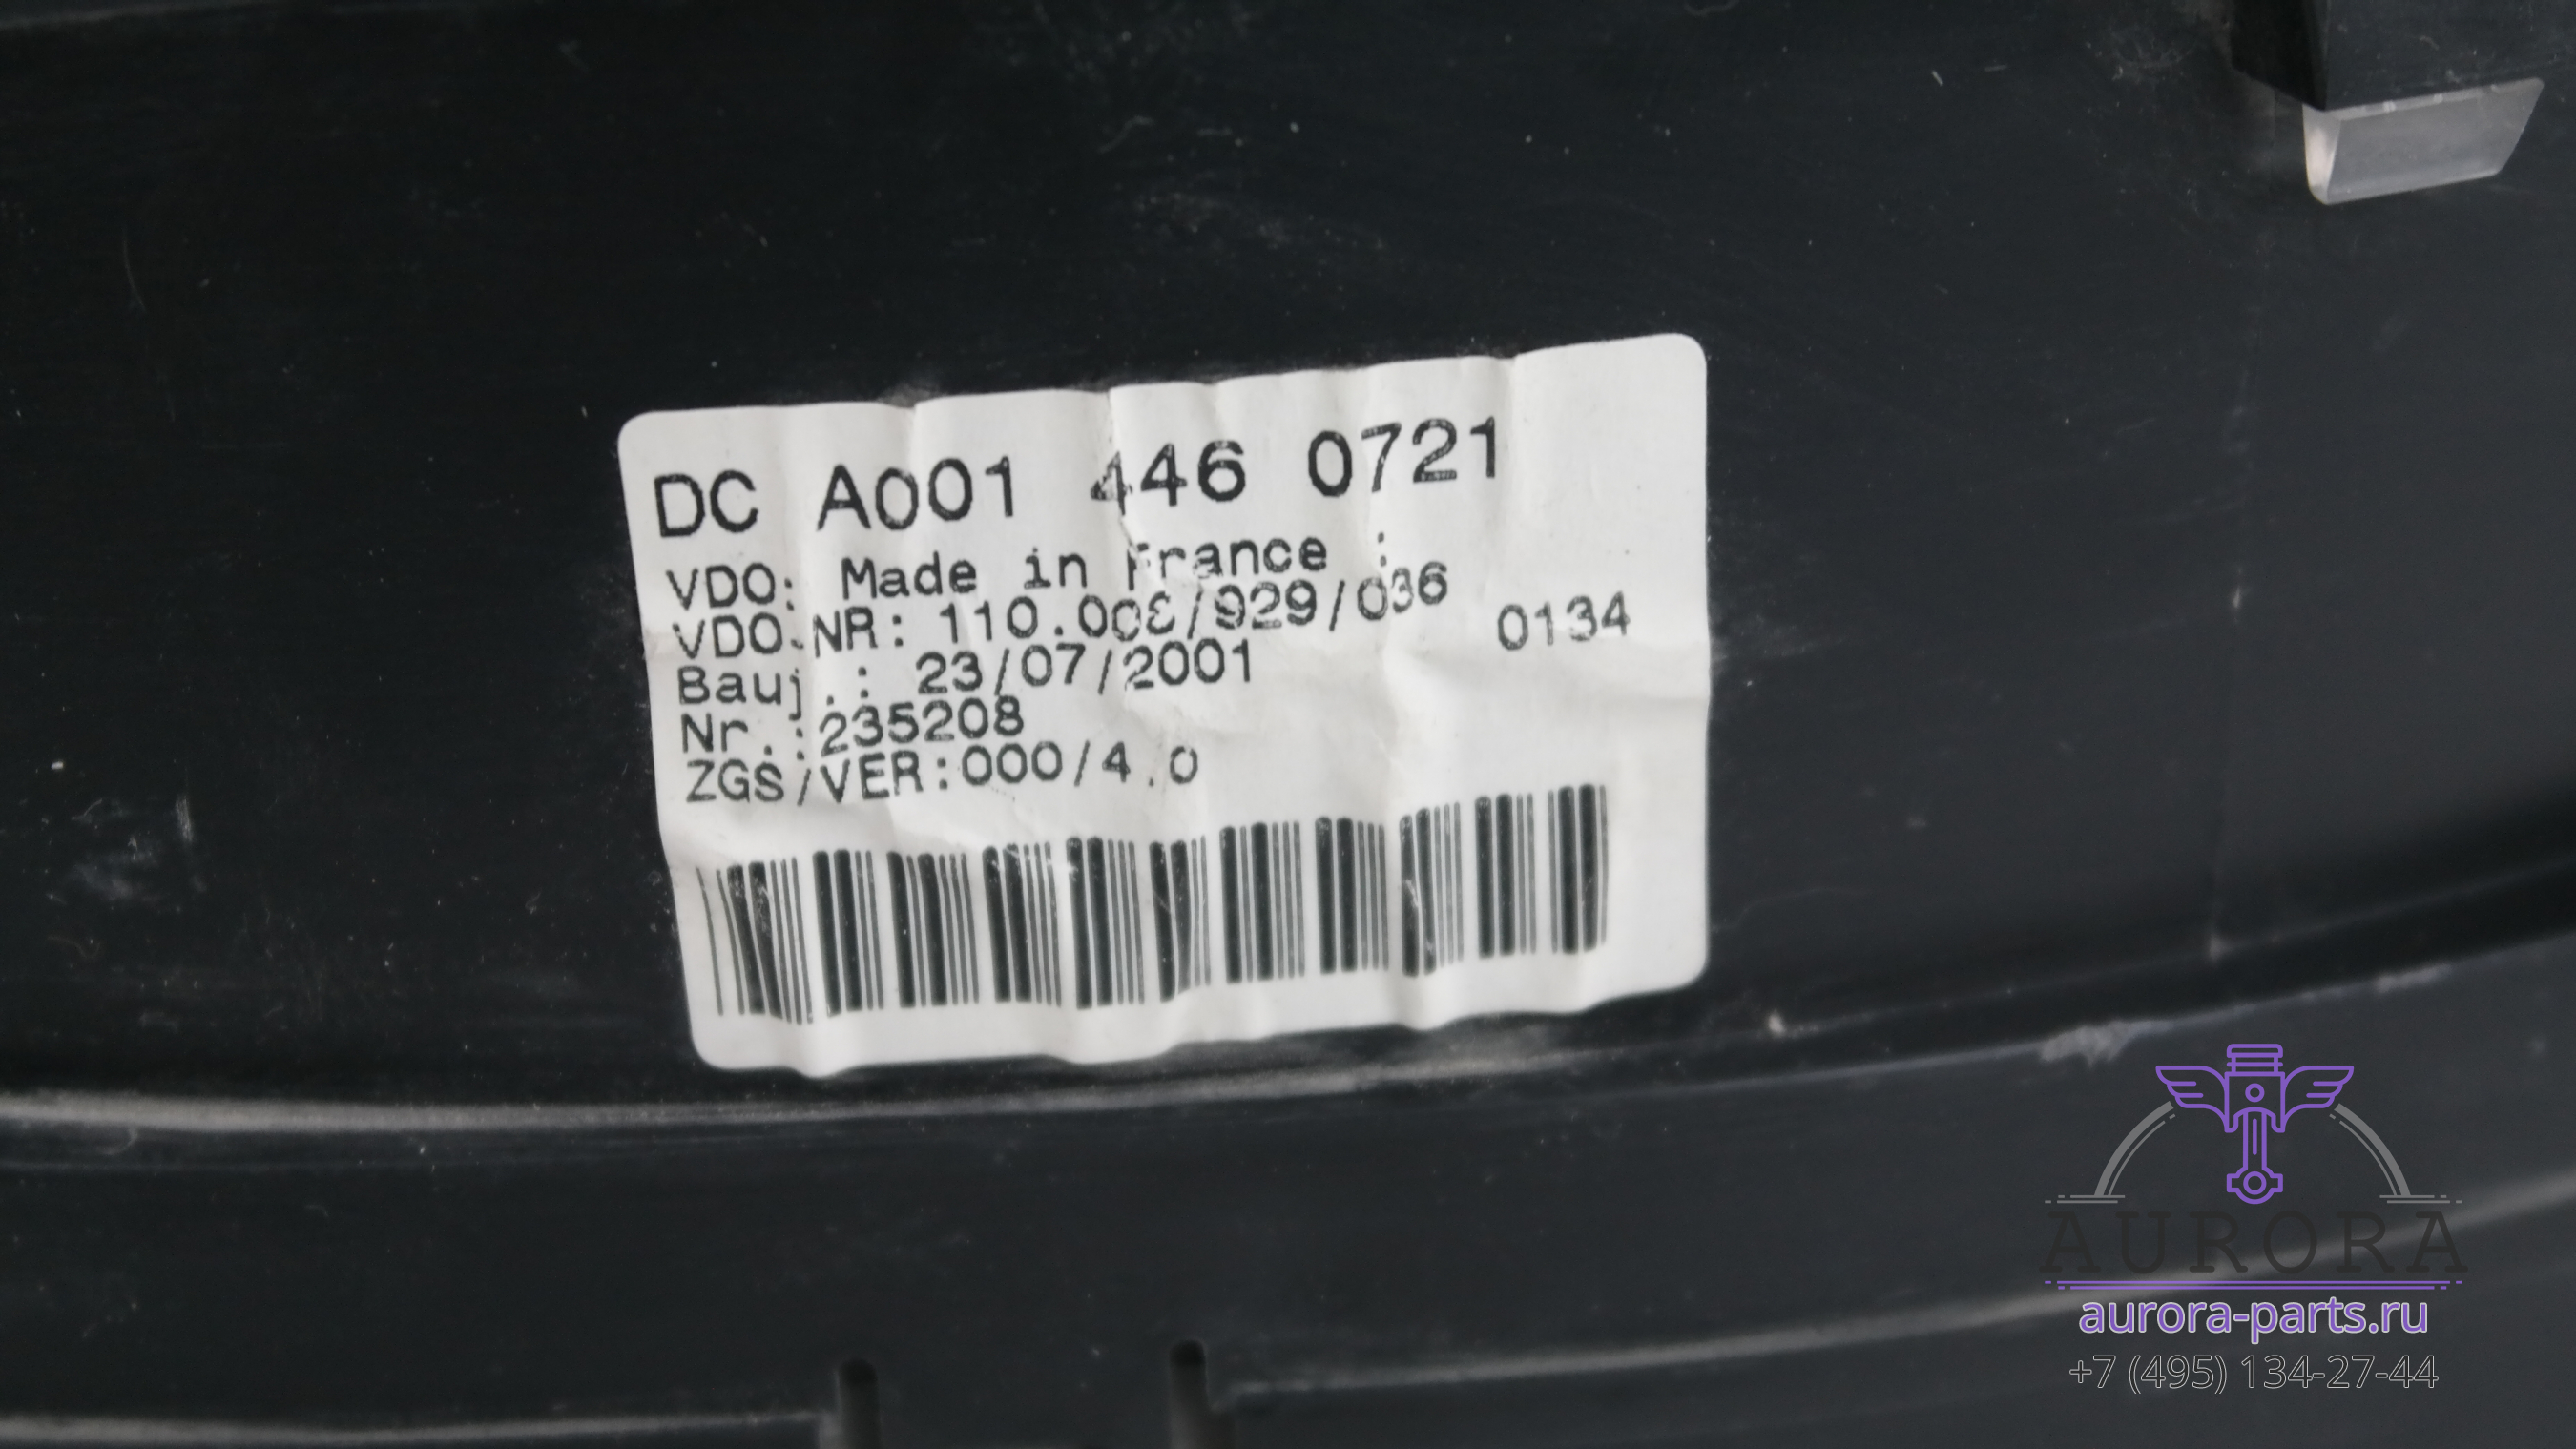 DC A001 446 0721
VDO: Made in France :
VDO-NR: 110.008/929/036 0134
Bauj.: 23/07/2001
Nr.:235208
ZGS/VER:000/4.0
AURORA
aurora-parts.ru
+7 (495) 134-27-44